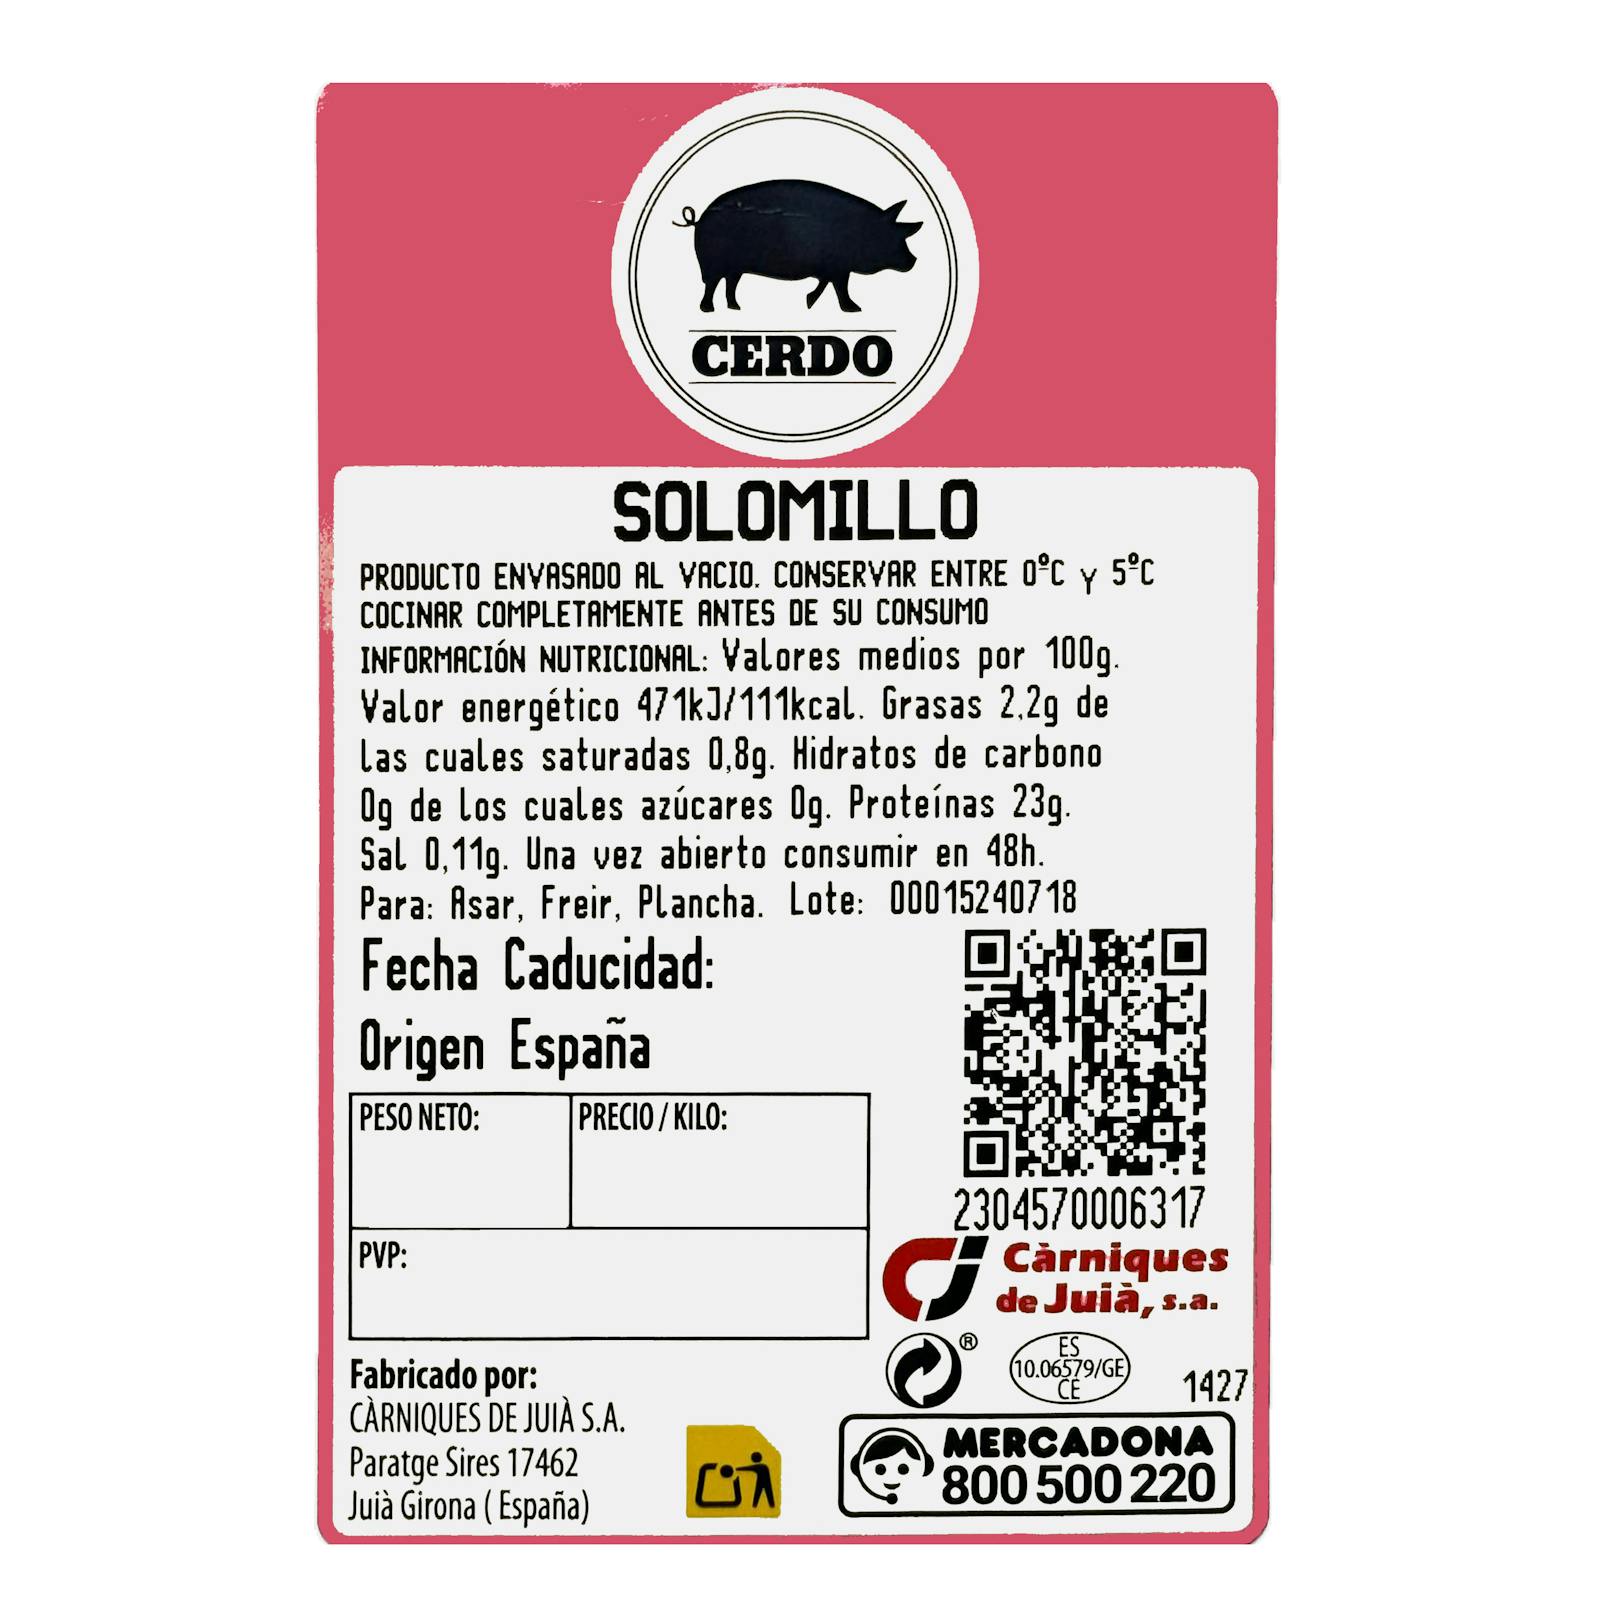 CERDO
SOLOMILLO
PRODUCTO ENVASADO AL VACIO. CONSERVAR ENTRE 0ºC y 5ºC
COCINAR COMPLETAMENTE ANTES DE SU CONSUMO
INFORMACIÓN NUTRICIONAL: Valores medios por 100g.
Valor energético 471kJ/111kcal. Grasas 2,2g de
las cuales saturadas 0,8g. Hidratos de carbono
0g de los cuales azúcares 0g. Proteínas 23g.
Sal 0,11g. Una vez abierto consumir en 48h.
Para: Asar, Freir, Plancha. Lote: 00015240718
Fecha Caducidad:
Origen España
PESO NETO:
PRECIO / KILO:
PVP:
2304570006317
Càrniques
de Juià, s.a.
®
ES
10.06579/GE
CE
1427
Fabricado por:
CÀRNIQUES DE JUIÀ S.A.
Paratge Sires 17462
Juià Girona ( España)
MERCADONA
800 500 220